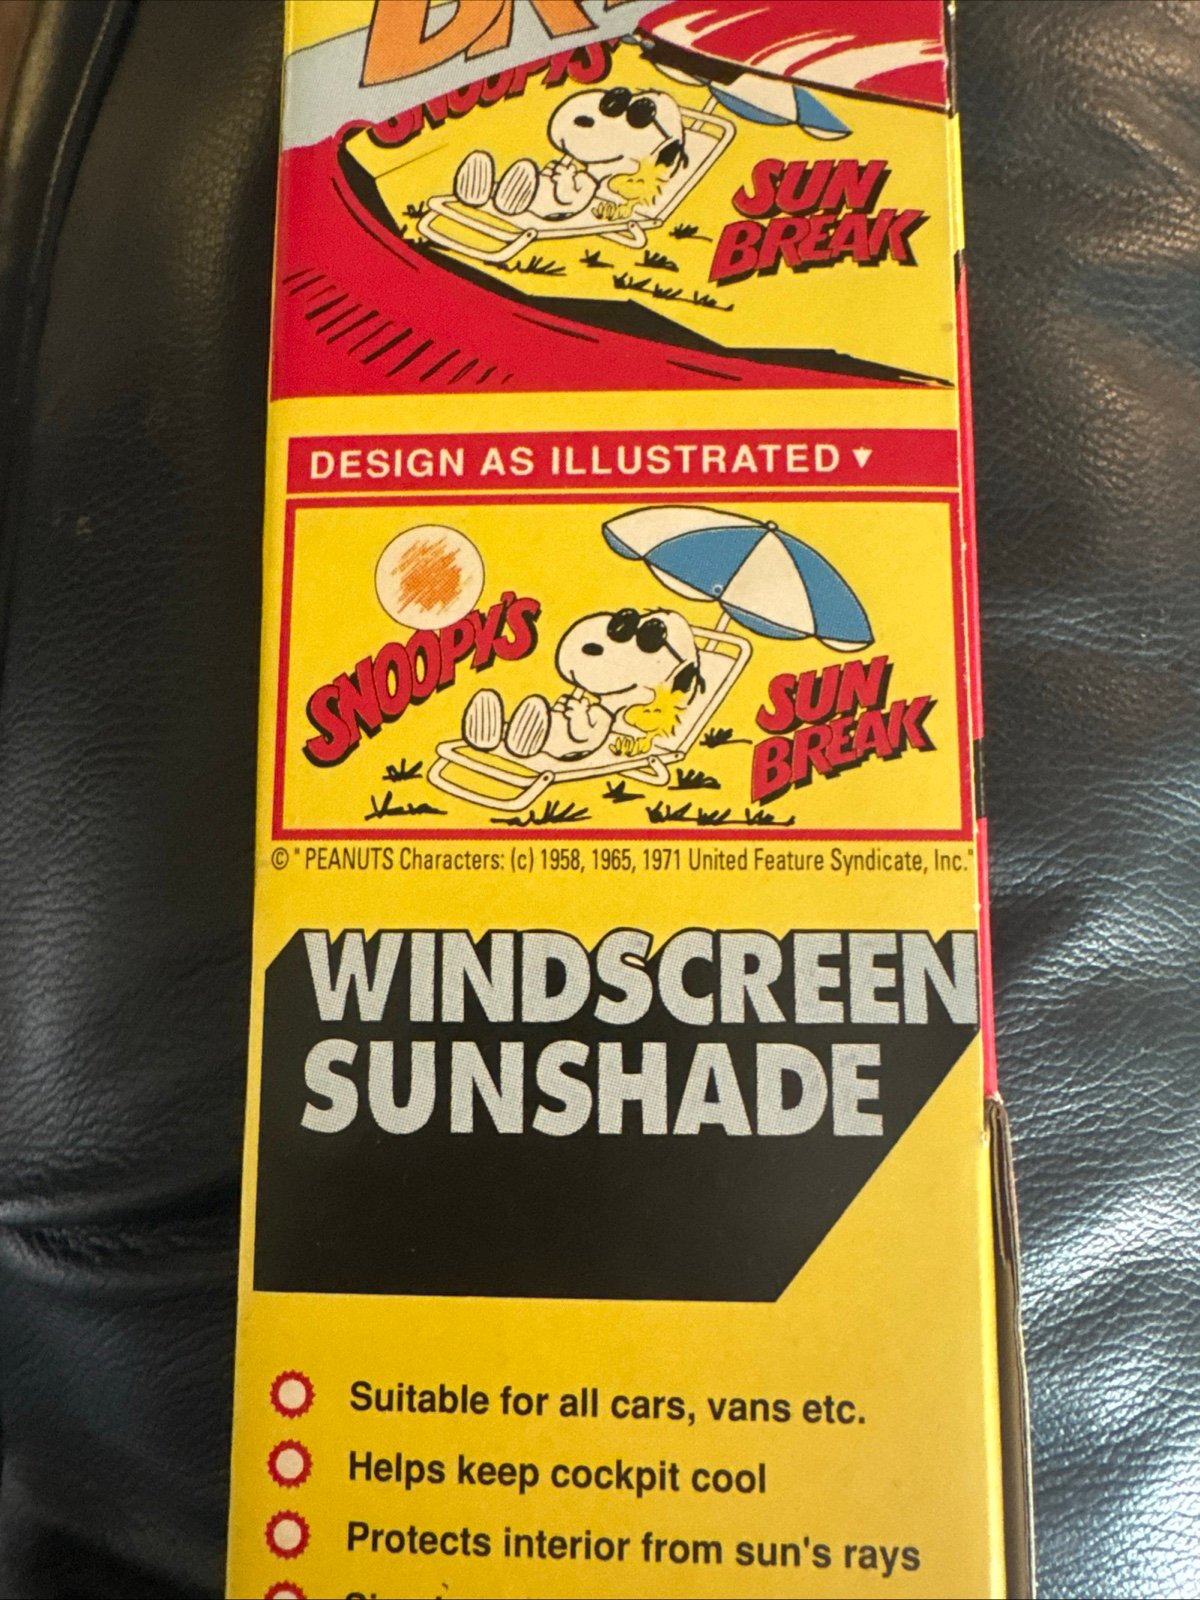 SNOOPY'S
SUN
BREAK
DESIGN AS ILLUSTRATED
SNOOPY'S
SUN
BREAK
© " PEANUTS Characters: (c) 1958, 1965, 1971 United Feature Syndicate, Inc."
WINDSCREEN
SUNSHADE
Suitable for all cars, vans etc.
Helps keep cockpit cool
Protects interior from sun's rays